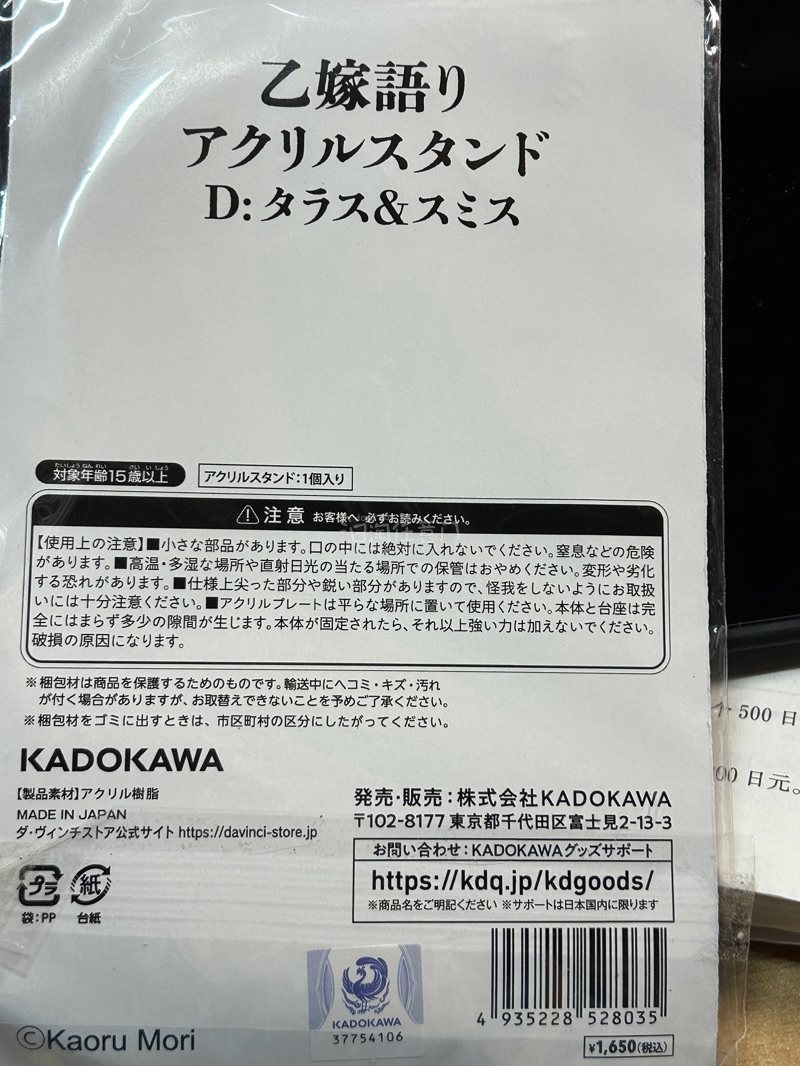 乙嫁語り
アクリルスタンド
D:タラス&スミス
たいしょうねんれい さい いじょう
対象年齢15歳以上
アクリルスタンド:1個入り
⚠注意 お客様へ 必ずお読みください。
【使用上の注意】■小さな部品があります。口の中には絶対に入れないでください。窒息などの危険
があります。■高温・多湿な場所や直射日光の当たる場所での保管はおやめください。変形や劣化
する恐れがあります。■仕様上尖った部分や鋭い部分がありますので、怪我をしないようにお取扱
いには十分注意ください。■アクリルプレートは平らな場所に置いて使用ください。本体と台座は完
全にはまらず多少の隙間が生じます。本体が固定されたら、それ以上強い力は加えないでください。
破損の原因になります。
※梱包材は商品を保護するためのものです。輸送中にヘコミ・キズ・汚れ
が付く場合がありますが、お取替えできないことを予めご了承ください。
※梱包材をゴミに出すときは、市区町村の区分にしたがってください。
KADOKAWA
【製品素材】アクリル樹脂
MADE IN JAPAN
ダ・ヴィンチストア公式サイト https://davinci-store.jp
発売・販売:株式会社KADOKAWA
〒102-8177 東京都千代田区富士見2-13-3
お問い合わせ:KADOKAWAグッズサポート
https://kdq.jp/kdgoods/
※商品名をご明記ください ※サポートは日本国内に限ります
プラ 紙
袋:PP 台紙
KADOKAWA
37754106
4 935228 528035
¥1,650(税込)
©Kaoru Mori
500 日
00 日元。